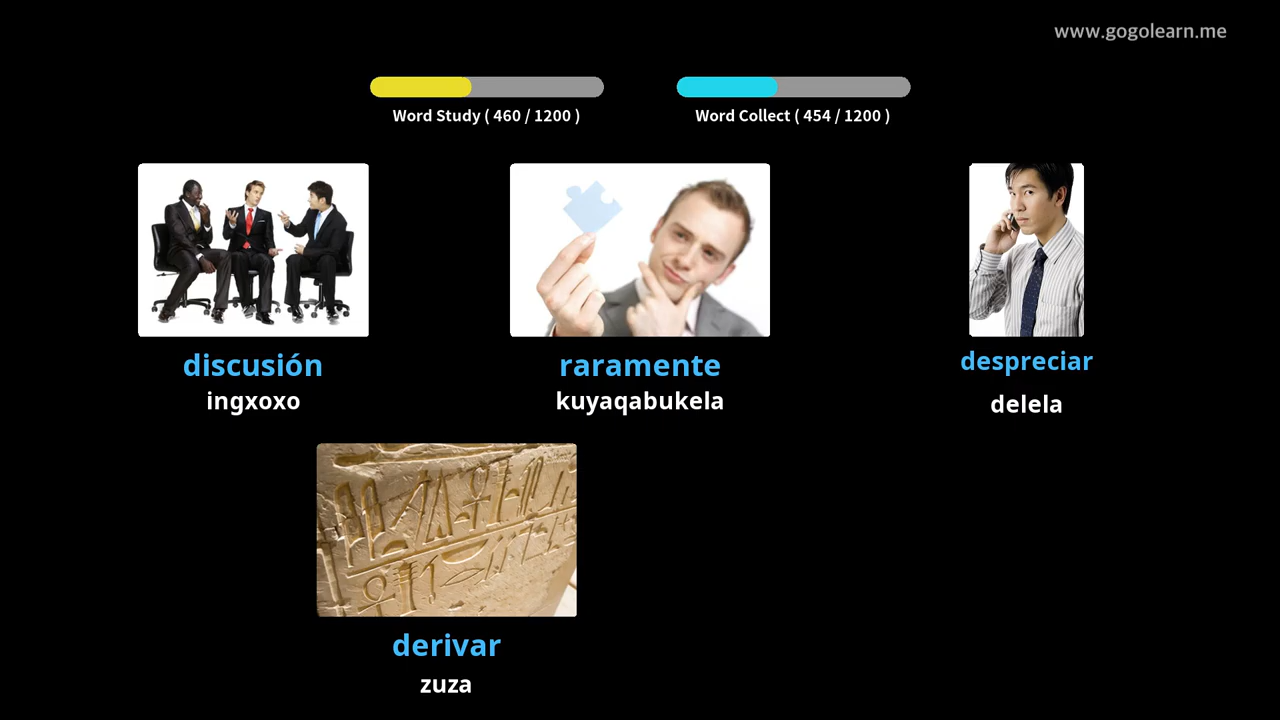 www.gogolearn.me
Word Study ( 460 / 1200 )
Word Collect ( 454 / 1200 )
discusión
ingxoxo
raramente
kuyaqabukela
despreciar
delela
derivar
zuza